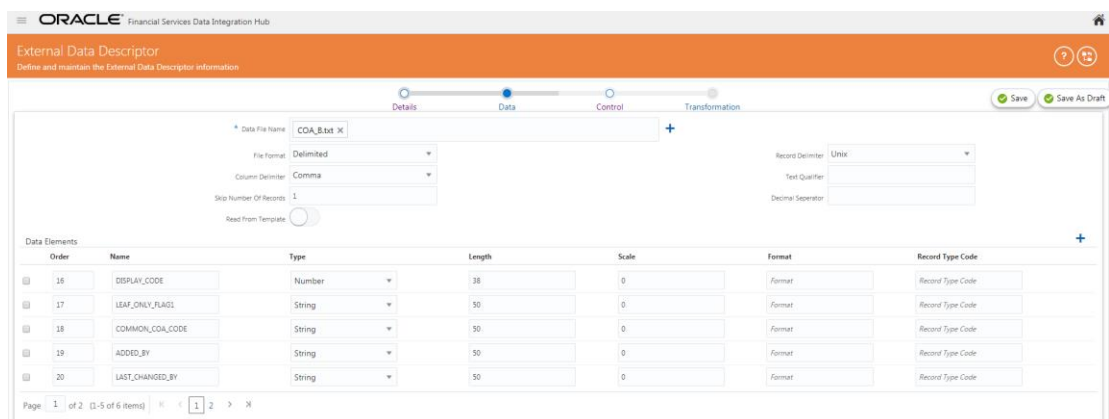 ORACLE® Financial Services Data Integration Hub
External Data Descriptor
Define and maintain the External Data Descriptor information
Details Data Control Transformation
Save Save As Draft
* Data File Name COA_B.txt ×
File Format Delimited Record Delimiter Unix
Column Delimiter Comma Text Qualifier
Skip Number Of Records 1 Decimal Seperator
Read From Template
Data Elements
Order Name Type Length Scale Format Record Type Code
16 DISPLAY_CODE Number 38 0 Format Record Type Code
17 LEAF_ONLY_FLAG1 String 50 0 Format Record Type Code
18 COMMON_COA_CODE String 50 0 Format Record Type Code
19 ADDED_BY String 50 0 Format Record Type Code
20 LAST_CHANGED_BY String 50 0 Format Record Type Code
Page 1 of 2 (1-5 of 6 items) 1 2